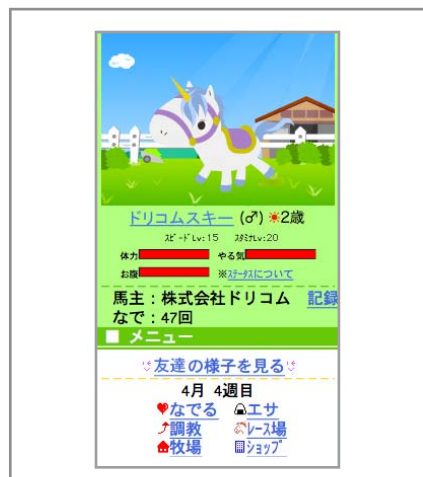 ドリコムスキー (♂) ☀2歳
スピードLv:15 スタミナLv:20
体力 やる気
お腹 ※ステータスについて
馬主：株式会社ドリコム 記録
なで：47回
■ メニュー
友達の様子を見る
4月 4週目
なでる エサ
調教 レース場
牧場 ショップ